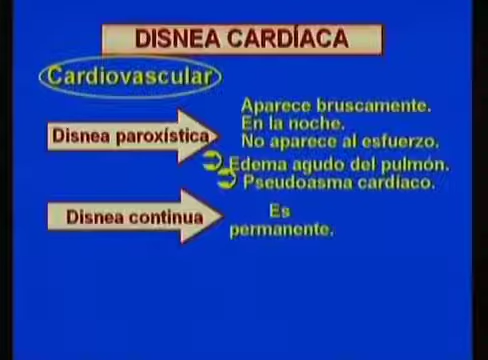 DISNEA CARDÍACA
Cardiovascular
Disnea paroxística
Aparece bruscamente.
En la noche.
No aparece al esfuerzo.
Edema agudo del pulmón.
Pseudoasma cardíaco.
Disnea continua
Es
permanente.